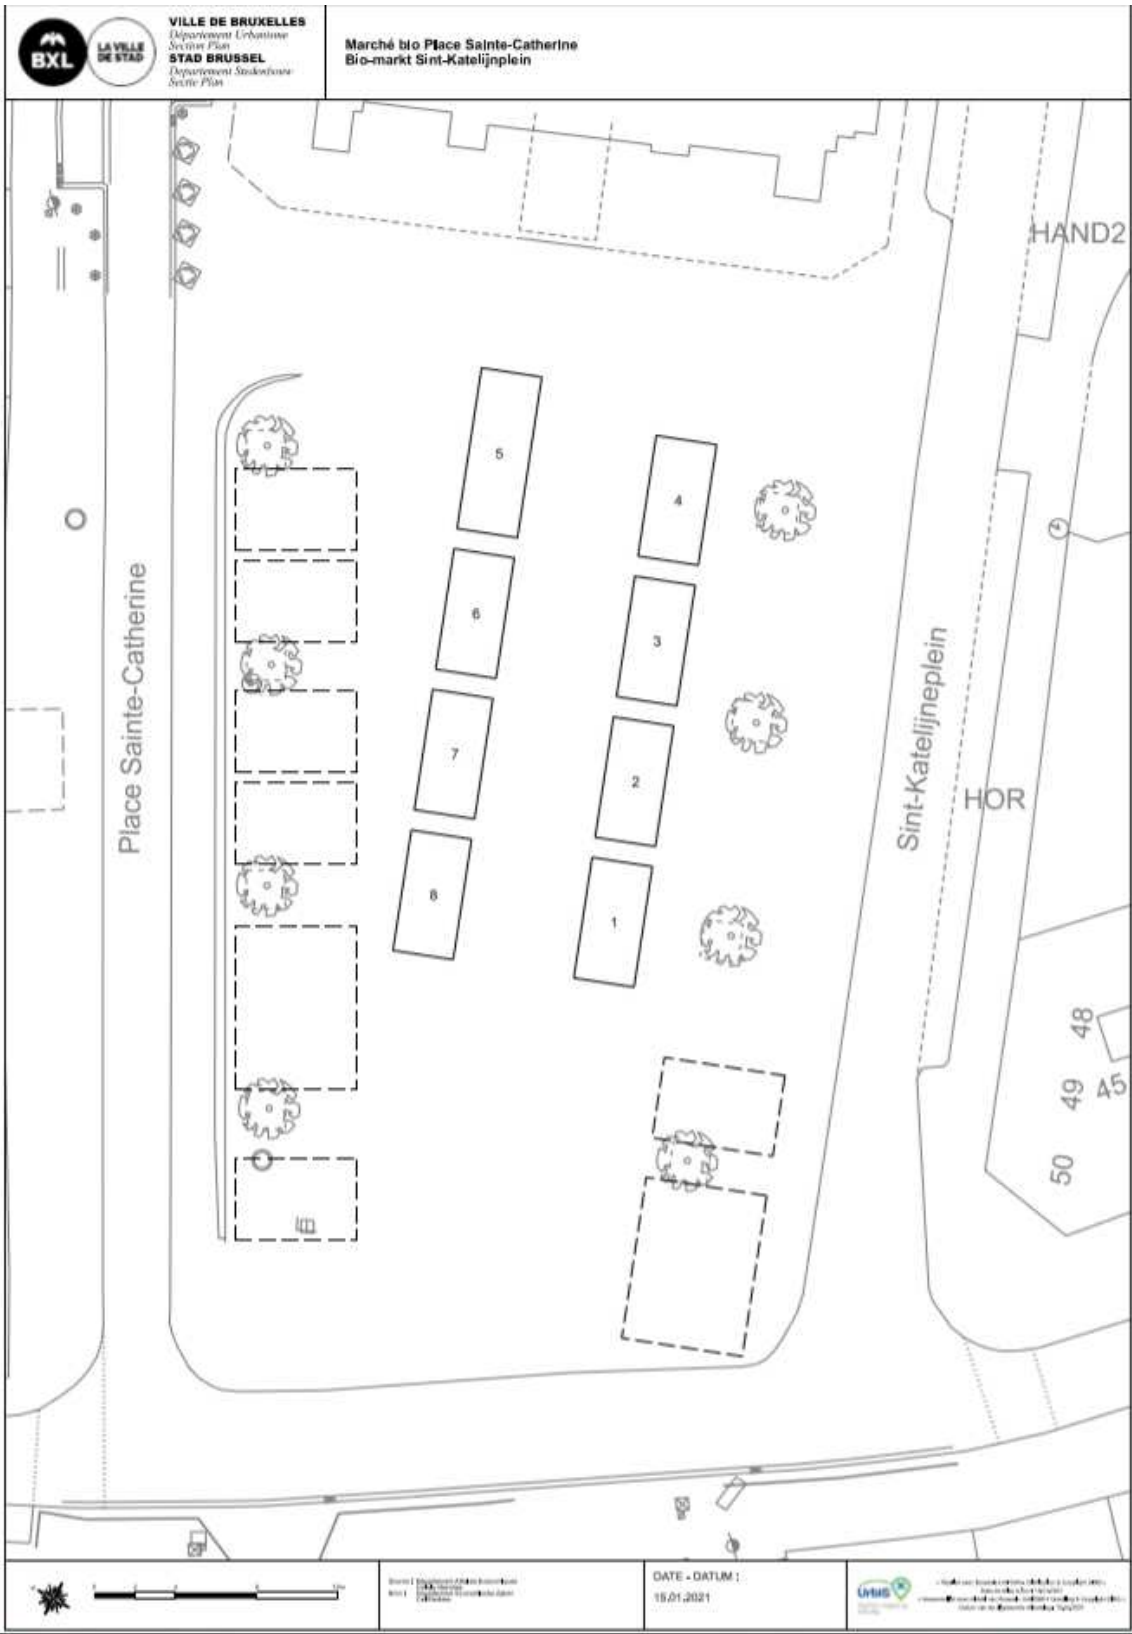 BXL
LA VILLE
DE STAD
VILLE DE BRUXELLES
Département Urbanisme
Section Plan
STAD BRUSSEL
Departement Stedenbouw
Sectie Plan
Marché bio Place Sainte-Catherine
Bio-markt Sint-Katelijnplein
HAND2
5
4
6
3
Place Sainte-Catherine
Sint-Katelijneplein
7
2
HOR
8
1
48
49
45
50
DATE - DATUM :
15.01.2021
UrbIS